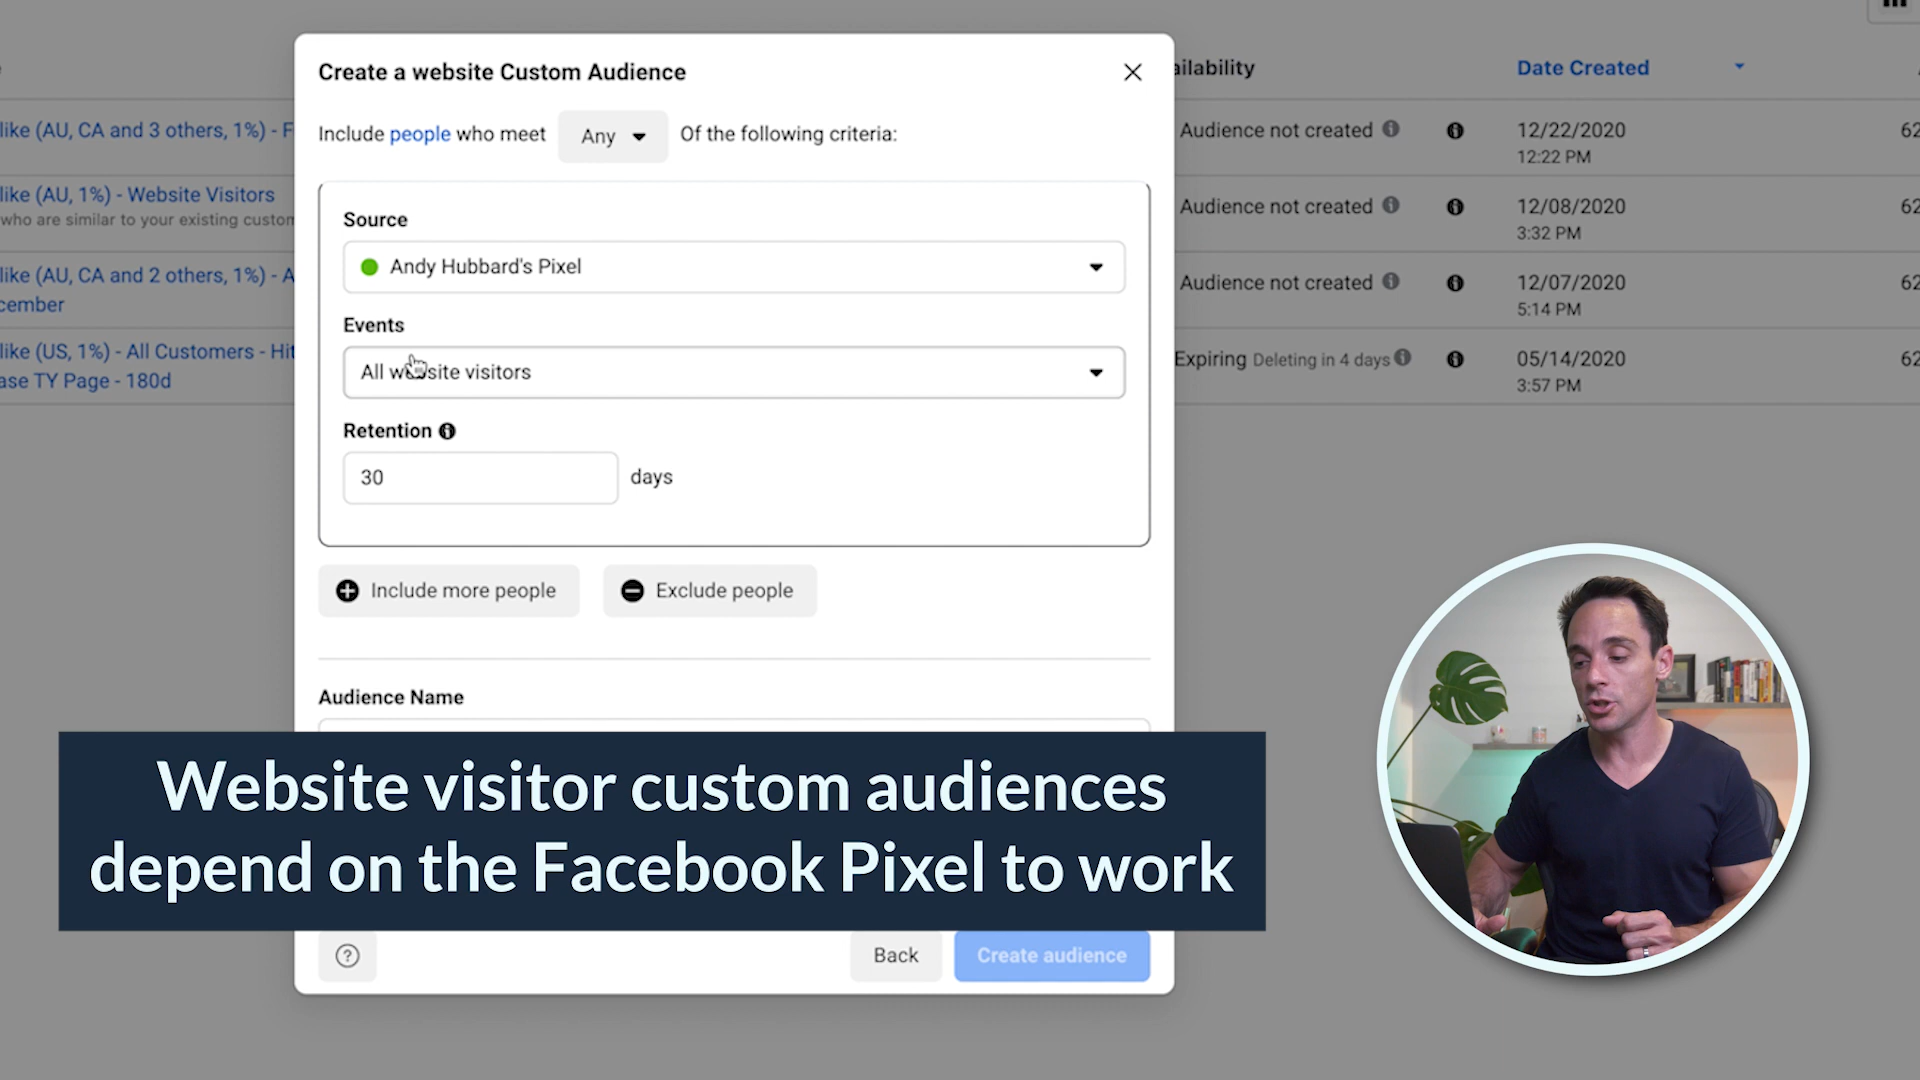 Create a website Custom Audience
Include people who meet Any Of the following criteria:
Source
Andy Hubbard's Pixel
Events
All website visitors
Retention
30 days
Include more people Exclude people
Audience Name
Website visitor custom audiences
depend on the Facebook Pixel to work
Back Create audience
like (AU, CA and 3 others, 1%) - F
like (AU, 1%) - Website Visitors
who are similar to your existing custom
like (AU, CA and 2 others, 1%) - A
cember
like (US, 1%) - All Customers - Hit
ase TY Page - 180d
ailability Date Created
Audience not created 12/22/2020 62
12:22 PM
Audience not created 12/08/2020 62
3:32 PM
Audience not created 12/07/2020 62
5:14 PM
Expiring Deleting in 4 days 05/14/2020 62
3:57 PM